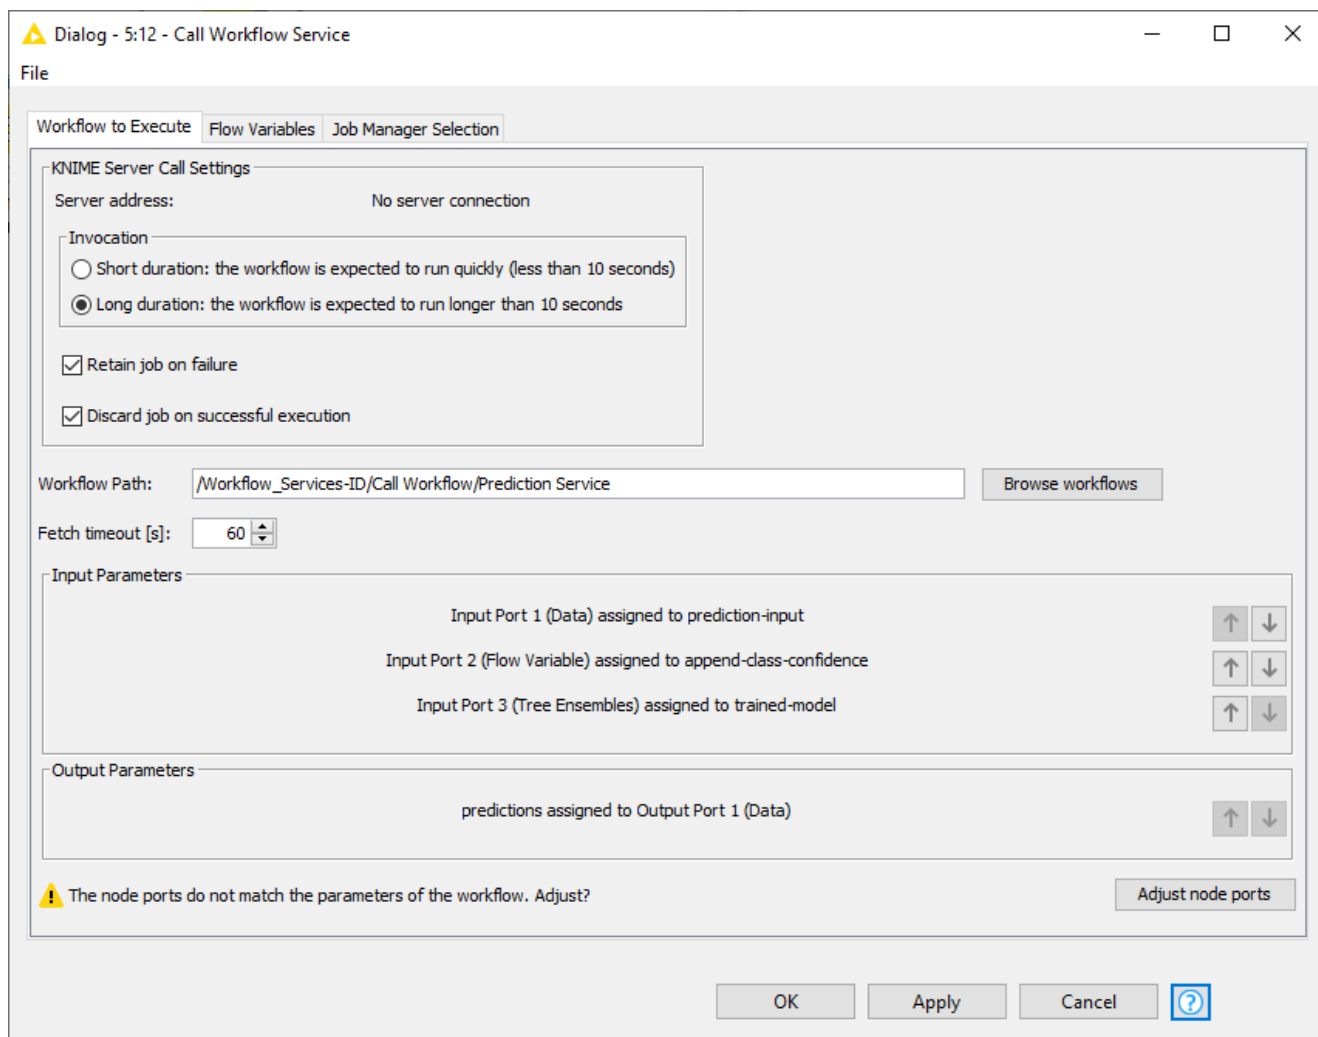 Dialog - 5:12 - Call Workflow Service
File
Workflow to Execute Flow Variables Job Manager Selection
KNIME Server Call Settings
Server address: No server connection
Invocation
Short duration: the workflow is expected to run quickly (less than 10 seconds)
Long duration: the workflow is expected to run longer than 10 seconds
Retain job on failure
Discard job on successful execution
Workflow Path: /Workflow_Services-ID/Call Workflow/Prediction Service Browse workflows
Fetch timeout [s]: 60
Input Parameters
Input Port 1 (Data) assigned to prediction-input
Input Port 2 (Flow Variable) assigned to append-class-confidence
Input Port 3 (Tree Ensembles) assigned to trained-model
Output Parameters
predictions assigned to Output Port 1 (Data)
The node ports do not match the parameters of the workflow. Adjust? Adjust node ports
OK Apply Cancel ?